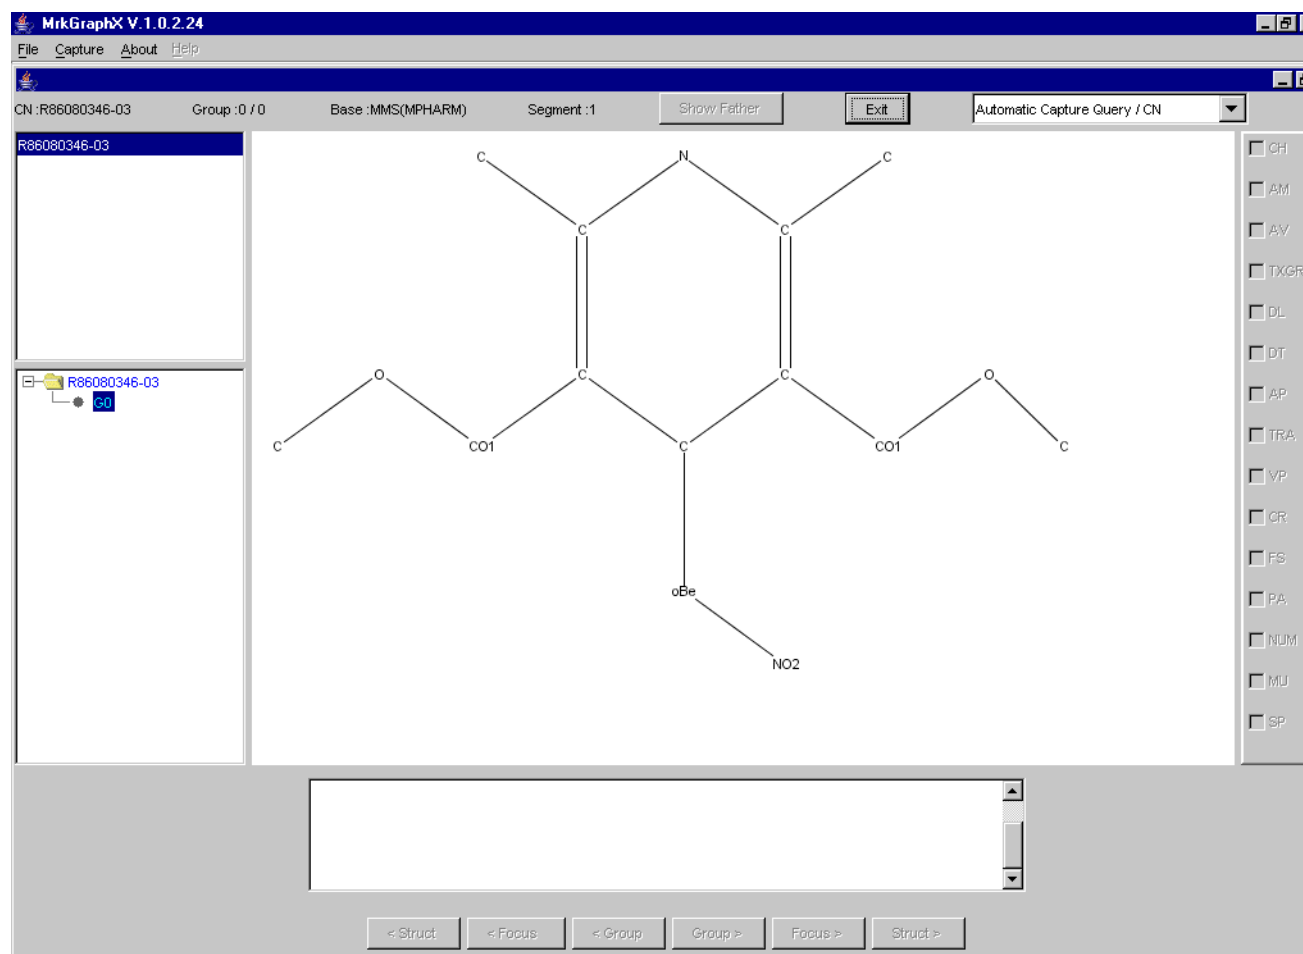 MrkGraphX V.1.0.2.24
File Capture About Help
CN :R86080346-03 Group :0 / 0 Base :MMS(MPHARM) Segment :1 Show Father Exit Automatic Capture Query / CN
R86080346-03
R86080346-03
G0
C N C
C C
O C C O
C CO1 C CO1 C
oBe
NO2
CH
AM
AV
TXGR
DL
DT
AP
TRA
VP
CR
FS
PA
NUM
MU
SP
< Struct < Focus < Group Group > Focus > Struct >